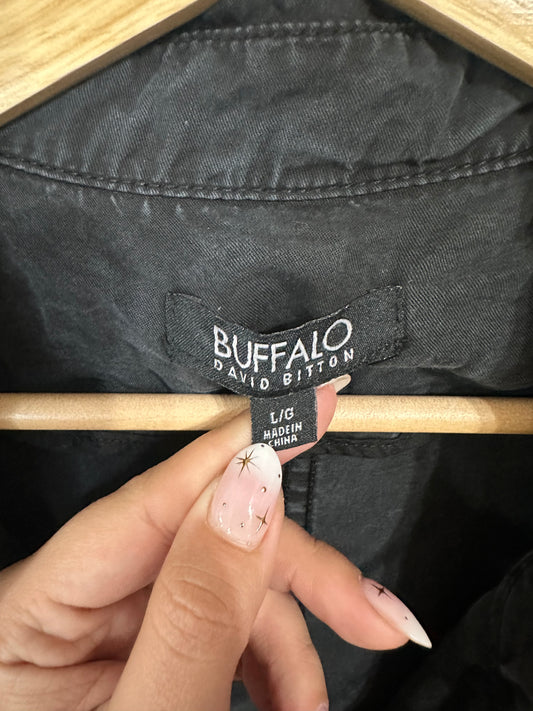 BUFFALO
DAVID BITTON
L/G
MADE IN
CHINA